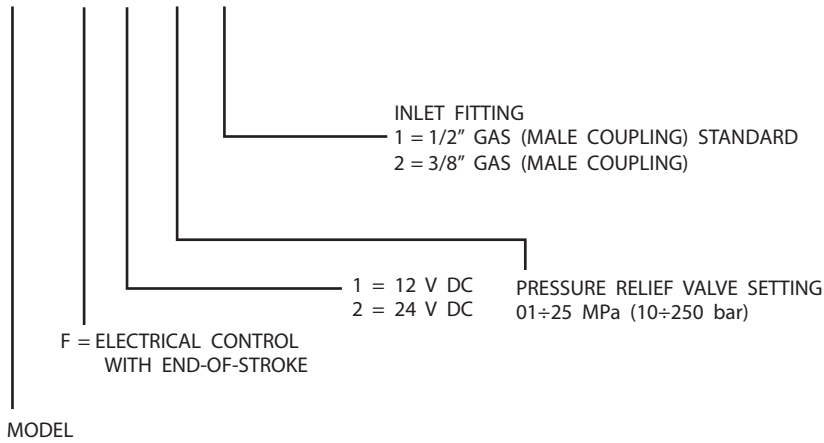 INLET FITTING
1 = 1/2” GAS (MALE COUPLING) STANDARD
2 = 3/8” GAS (MALE COUPLING)
1 = 12 V DC
2 = 24 V DC
PRESSURE RELIEF VALVE SETTING
01÷25 MPa (10÷250 bar)
F = ELECTRICAL CONTROL
WITH END-OF-STROKE
MODEL